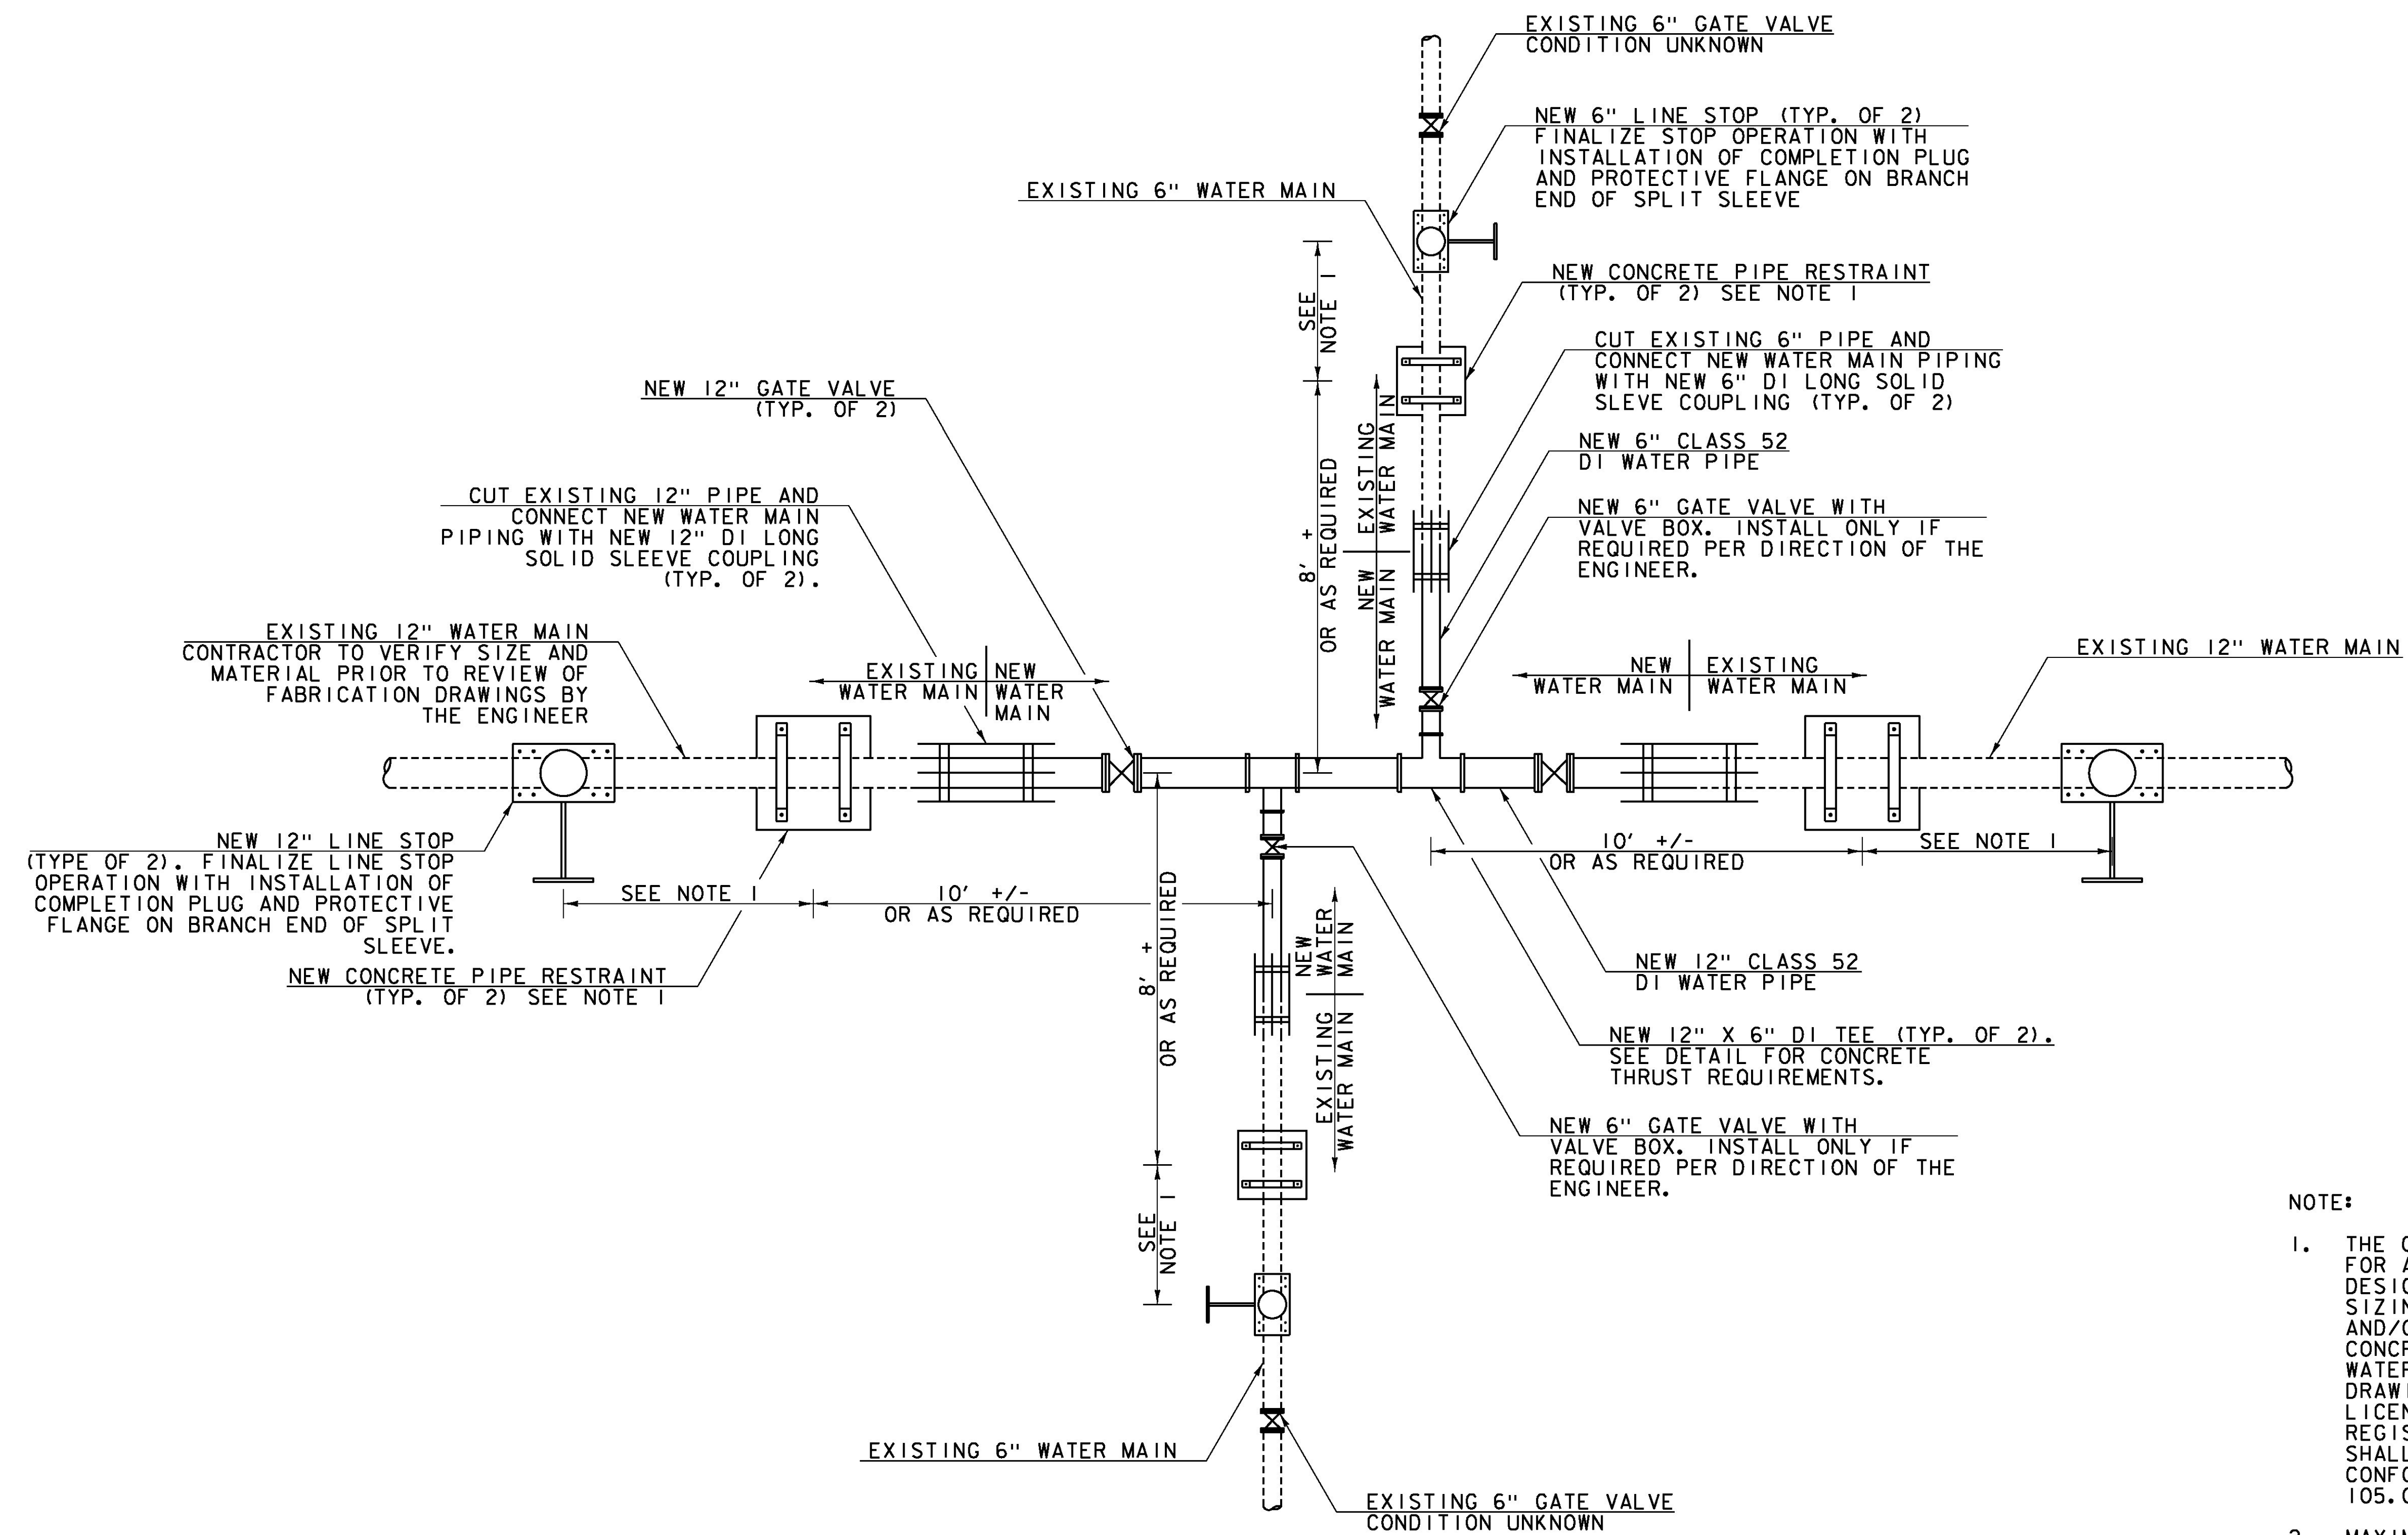 EXISTING 6" GATE VALVE
CONDITION UNKNOWN
NEW 6" LINE STOP (TYP. OF 2)
FINALIZE STOP OPERATION WITH
INSTALLATION OF COMPLETION PLUG
AND PROTECTIVE FLANGE ON BRANCH
END OF SPLIT SLEEVE
EXISTING 6" WATER MAIN
SEE
NOTE 1
NEW CONCRETE PIPE RESTRAINT
(TYP. OF 2) SEE NOTE 1
CUT EXISTING 6" PIPE AND
CONNECT NEW WATER MAIN PIPING
WITH NEW 6" DI LONG SOLID
SLEVE COUPLING (TYP. OF 2)
NEW 12" GATE VALVE
(TYP. OF 2)
8' +
OR AS REQUIRED
EXISTING
WATER MAIN
NEW
WATER MAIN
NEW 6" CLASS 52
DI WATER PIPE
CUT EXISTING 12" PIPE AND
CONNECT NEW WATER MAIN
PIPING WITH NEW 12" DI LONG
SOLID SLEEVE COUPLING
(TYP. OF 2).
NEW 6" GATE VALVE WITH
VALVE BOX. INSTALL ONLY IF
REQUIRED PER DIRECTION OF THE
ENGINEER.
EXISTING 12" WATER MAIN
CONTRACTOR TO VERIFY SIZE AND
MATERIAL PRIOR TO REVIEW OF
FABRICATION DRAWINGS BY
THE ENGINEER
EXISTING
WATER MAIN
NEW
WATER
MAIN
NEW
WATER MAIN
EXISTING
WATER MAIN
EXISTING 12" WATER MAIN
NEW 12" LINE STOP
(TYPE OF 2). FINALIZE LINE STOP
OPERATION WITH INSTALLATION OF
COMPLETION PLUG AND PROTECTIVE
FLANGE ON BRANCH END OF SPLIT
SLEEVE.
SEE NOTE 1
10' +/-
OR AS REQUIRED
10' +/-
OR AS REQUIRED
SEE NOTE 1
NEW CONCRETE PIPE RESTRAINT
(TYP. OF 2) SEE NOTE 1
8' +
OR AS REQUIRED
NEW
WATER
MAIN
EXISTING
WATER MAIN
NEW 12" CLASS 52
DI WATER PIPE
NEW 12" X 6" DI TEE (TYP. OF 2).
SEE DETAIL FOR CONCRETE
THRUST REQUIREMENTS.
NEW 6" GATE VALVE WITH
VALVE BOX. INSTALL ONLY IF
REQUIRED PER DIRECTION OF THE
ENGINEER.
SEE
NOTE 1
EXISTING 6" WATER MAIN
EXISTING 6" GATE VALVE
CONDITION UNKNOWN
NOTE:
1. THE
FOR
SHALL
105.